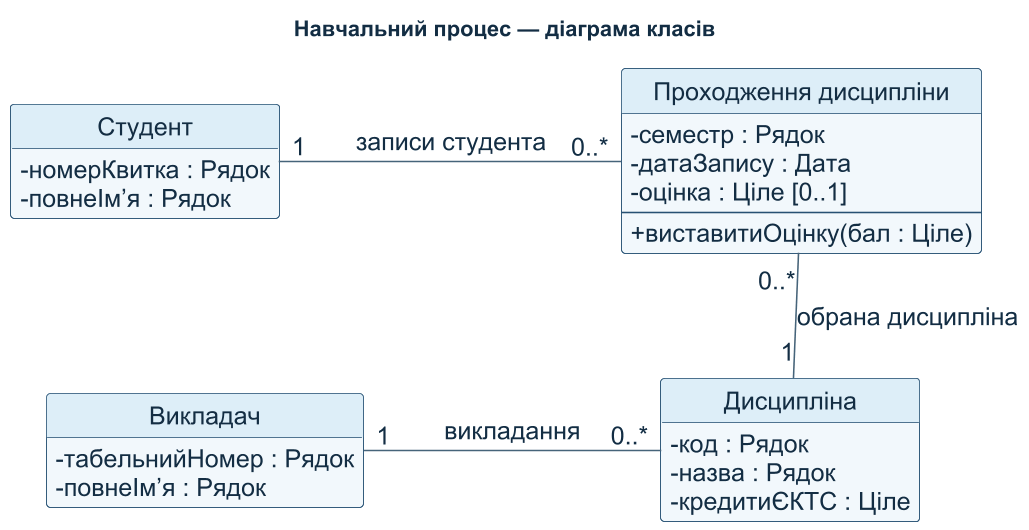 Навчальний процес — діаграма класів
Студент
-номерКвитка : Рядок
-повнеІм’я : Рядок
1
записи студента
0..*
Проходження дисципліни
-семестр : Рядок
-датаЗапису : Дата
-оцінка : Ціле [0..1]
+виставитиОцінку(бал : Ціле)
0..*
обрана дисципліна
1
Викладач
-табельнийНомер : Рядок
-повнеІм’я : Рядок
1
викладання
0..*
Дисципліна
-код : Рядок
-назва : Рядок
-кредитиЄКТС : Ціле